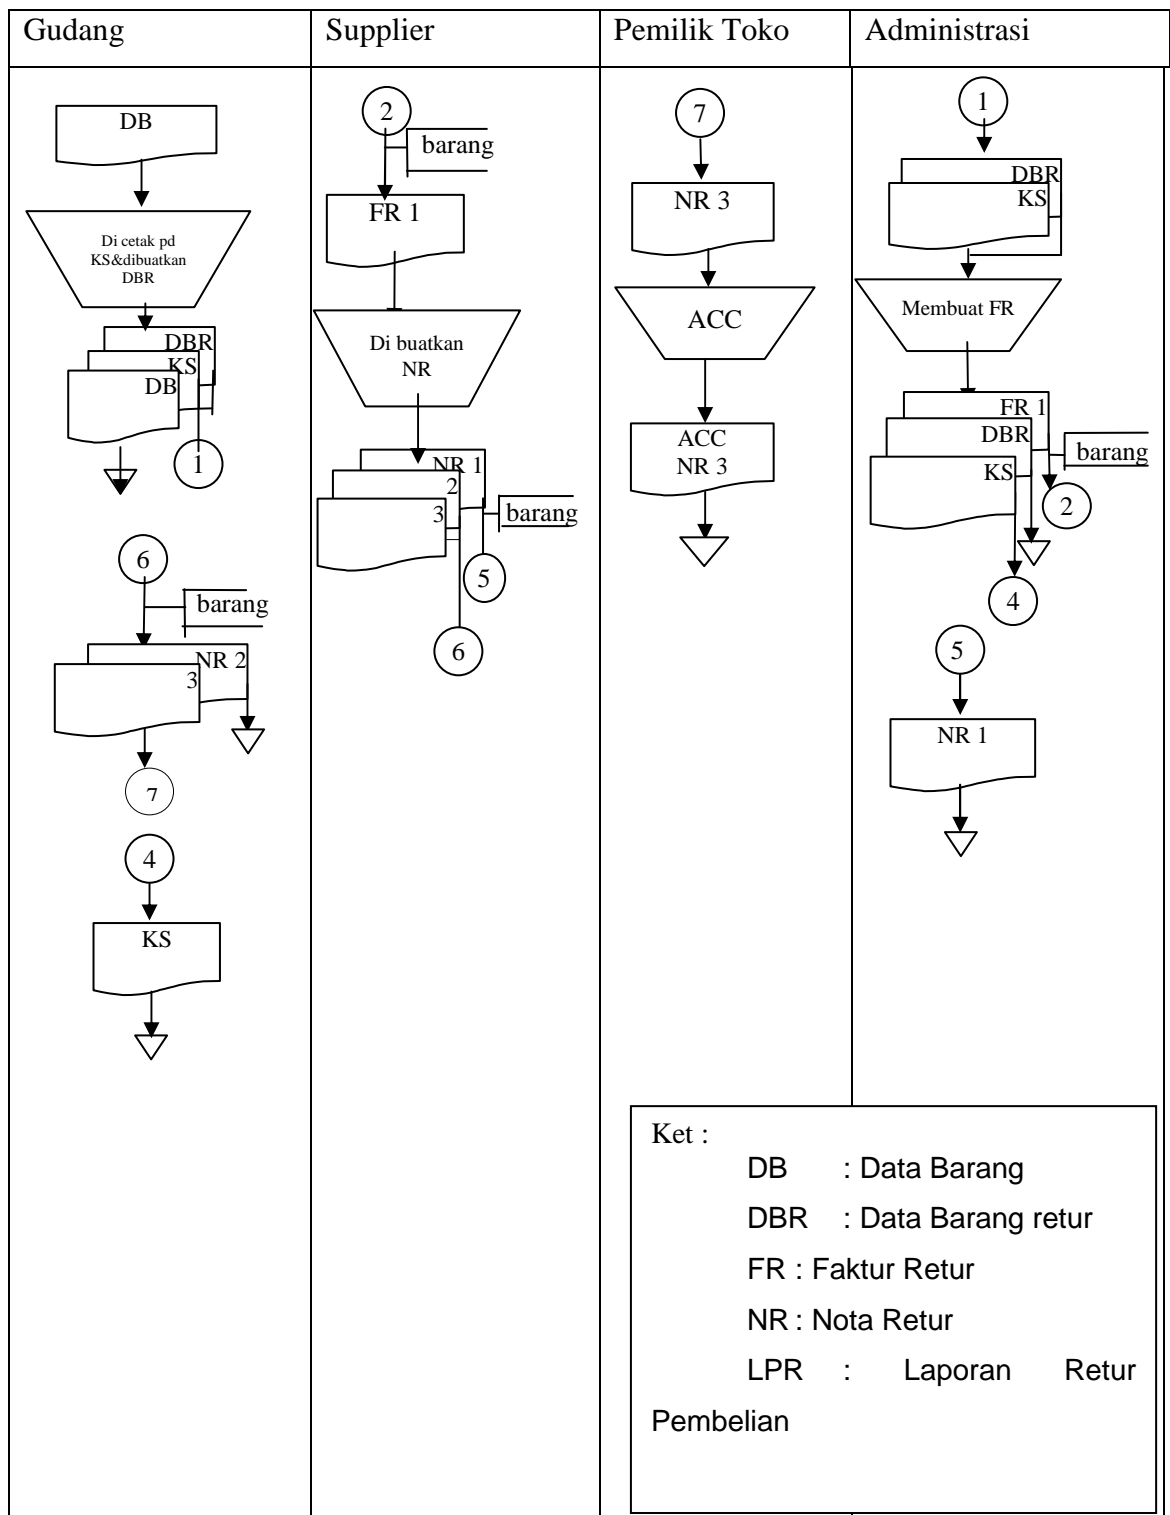 Gudang
Supplier
Pemilik Toko
Administrasi
DB
Di cetak pd
KS&dibuatkan
DBR
DBR
KS
DB
1
6
barang
NR 2
3
7
4
KS
2
barang
FR 1
Di buatkan
NR
NR 1
2
3
barang
5
6
7
NR 3
ACC
ACC
NR 3
1
DBR
KS
Membuat FR
FR 1
DBR
KS
barang
2
4
5
NR 1
Ket :
DB : Data Barang
DBR : Data Barang retur
FR : Faktur Retur
NR : Nota Retur
LPR : Laporan Retur
Pembelian